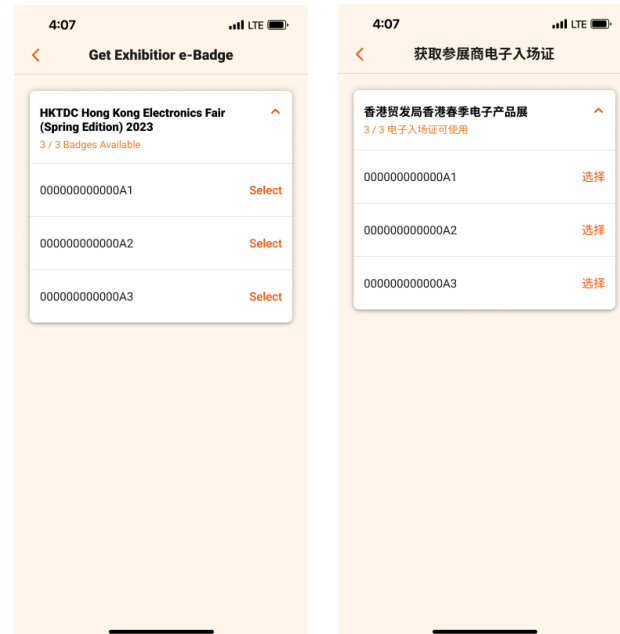 4:07
LTE
Get Exhibitior e-Badge
HKTDC Hong Kong Electronics Fair
(Spring Edition) 2023
3 / 3 Badges Available
000000000000A1 Select
000000000000A2 Select
000000000000A3 Select
4:07
LTE
获取参展商电子入场证
香港贸发局香港春季电子产品展
3 / 3 电子入场证可使用
000000000000A1 选择
000000000000A2 选择
000000000000A3 选择